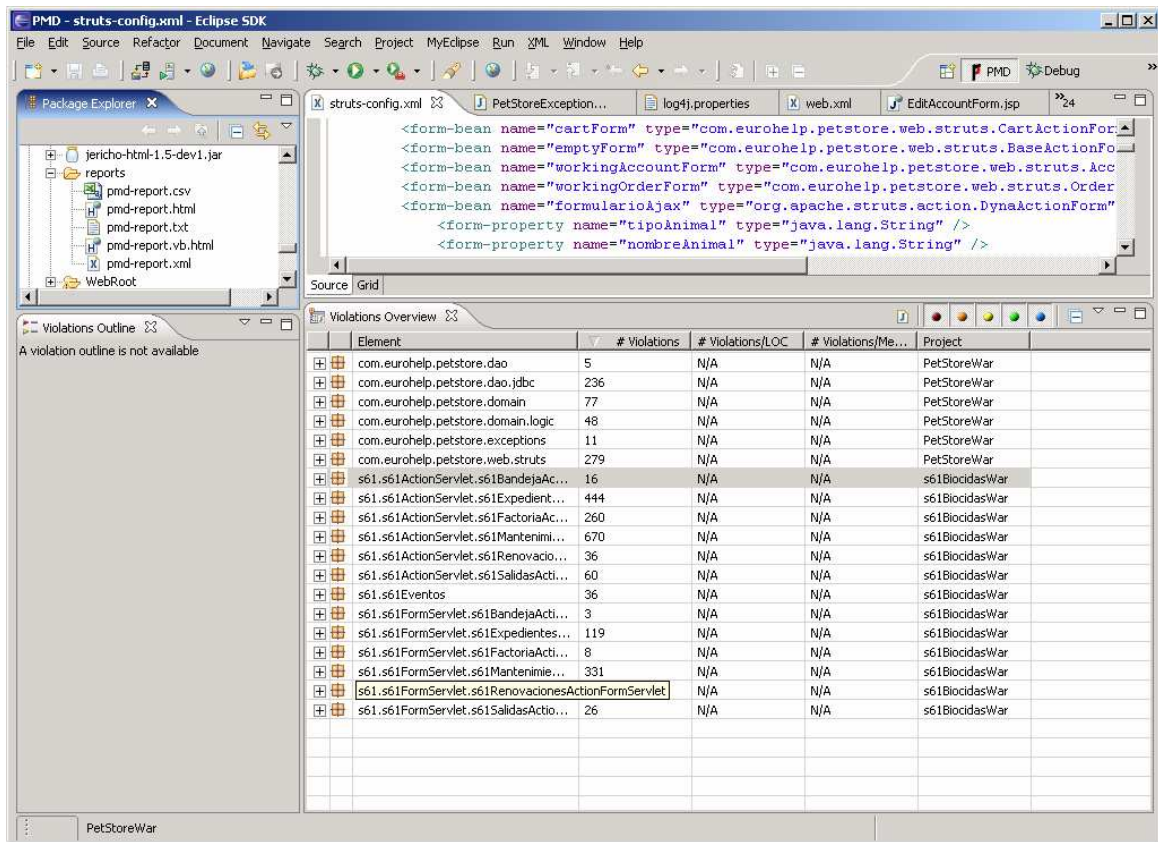 PMD - struts-config.xml - Eclipse SDK
File Edit Source Refactor Document Navigate Search Project MyEclipse Run XML Window Help
PMD Debug
Package Explorer
jericho-html-1.5-dev1.jar
reports
pmd-report.csv
pmd-report.html
pmd-report.txt
pmd-report.vb.html
pmd-report.xml
WebRoot
struts-config.xml PetStoreException... log4j.properties web.xml EditAccountForm.jsp 24
<form-bean name="cartForm" type="com.eurohelp.petstore.web.struts.CartActionFor
<form-bean name="emptyForm" type="com.eurohelp.petstore.web.struts.BaseActionFo
<form-bean name="workingAccountForm" type="com.eurohelp.petstore.web.struts.Acc
<form-bean name="workingOrderForm" type="com.eurohelp.petstore.web.struts.Order
<form-bean name="formularioAjax" type="org.apache.struts.action.DynaActionForm"
<form-property name="tipoAnimal" type="java.lang.String" />
<form-property name="nombreAnimal" type="java.lang.String" />
Source Grid
Violations Outline
A violation outline is not available
Violations Overview
Element # Violations # Violations/LOC # Violations/Me... Project
com.eurohelp.petstore.dao 5 N/A N/A PetStoreWar
com.eurohelp.petstore.dao.jdbc 236 N/A N/A PetStoreWar
com.eurohelp.petstore.domain 77 N/A N/A PetStoreWar
com.eurohelp.petstore.domain.logic 48 N/A N/A PetStoreWar
com.eurohelp.petstore.exceptions 11 N/A N/A PetStoreWar
com.eurohelp.petstore.web.struts 279 N/A N/A PetStoreWar
s61.s61ActionServlet.s61BandejaAc... 16 N/A N/A s61BiocidasWar
s61.s61ActionServlet.s61Expedient... 444 N/A N/A s61BiocidasWar
s61.s61ActionServlet.s61FactoriaAc... 260 N/A N/A s61BiocidasWar
s61.s61ActionServlet.s61Mantenimi... 670 N/A N/A s61BiocidasWar
s61.s61ActionServlet.s61Renovacio... 36 N/A N/A s61BiocidasWar
s61.s61ActionServlet.s61SalidasActi... 60 N/A N/A s61BiocidasWar
s61.s61Eventos 36 N/A N/A s61BiocidasWar
s61.s61FormServlet.s61BandejaActi... 3 N/A N/A s61BiocidasWar
s61.s61FormServlet.s61Expedientes... 119 N/A N/A s61BiocidasWar
s61.s61FormServlet.s61FactoriaActi... 8 N/A N/A s61BiocidasWar
s61.s61FormServlet.s61Mantenimie... 331 N/A N/A s61BiocidasWar
s61.s61FormServlet.s61RenovacionesActionFormServlet N/A N/A s61BiocidasWar
s61.s61FormServlet.s61SalidasActio... 26 N/A N/A s61BiocidasWar
PetStoreWar